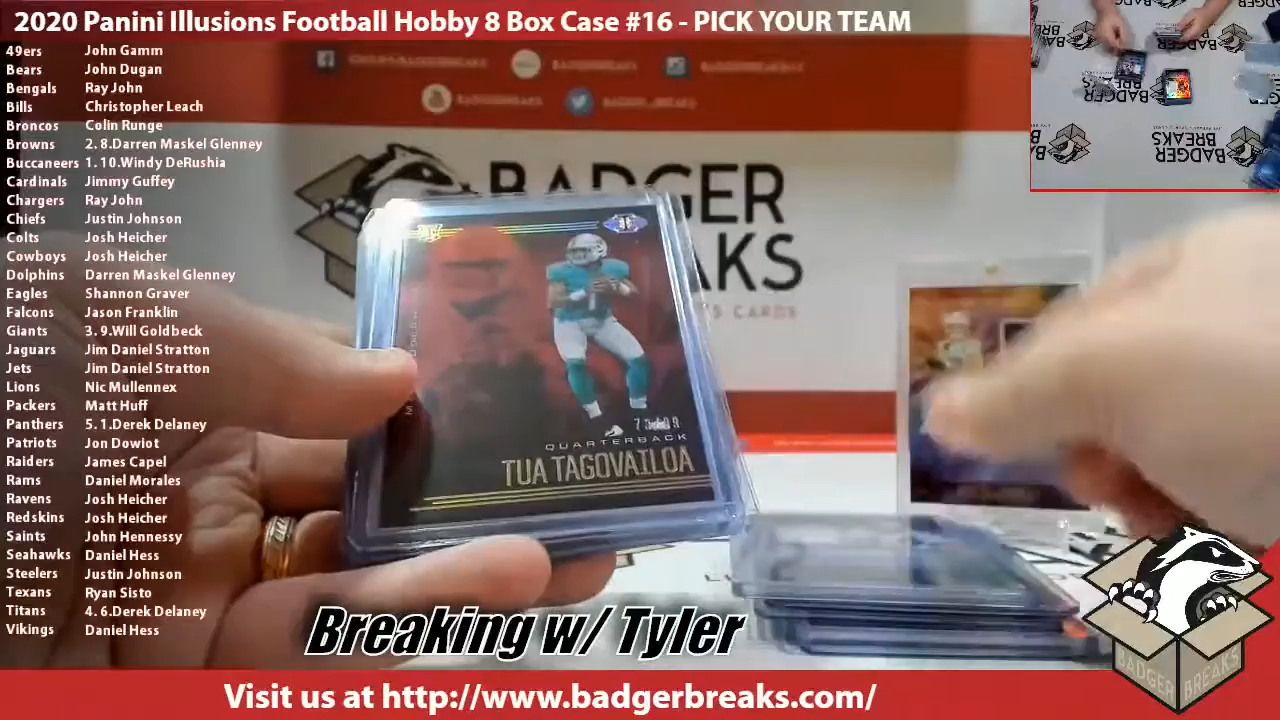 2020 Panini Illusions Football Hobby 8 Box Case #16 - PICK YOUR TEAM
49ers John Gamm
Bears John Dugan
Bengals Ray John
Bills Christopher Leach
Broncos Colin Runge
Browns 2. 8.Darren Maskel Glenney
Buccaneers 1. 10.Windy DeRushia
Cardinals Jimmy Guffey
Chargers Ray John
Chiefs Justin Johnson
Colts Josh Heicher
Cowboys Josh Heicher
Dolphins Darren Maskel Glenney
Eagles Shannon Graver
Falcons Jason Franklin
Giants 3. 9.Will Goldbeck
Jaguars Jim Daniel Stratton
Jets Jim Daniel Stratton
Lions Nic Mullennex
Packers Matt Huff
Panthers 5. 1.Derek Delaney
Patriots Jon Dowiot
Raiders James Capel
Rams Daniel Morales
Ravens Josh Heicher
Redskins Josh Heicher
Saints John Hennessy
Seahawks Daniel Hess
Steelers Justin Johnson
Texans Ryan Sisto
Titans 4. 6.Derek Delaney
Vikings Daniel Hess
BADGER
BREAKS
CARDS
QUARTERBACK
TUA TAGOVAILOA
BADGER
BREAKS
Breaking w/ Tyler
BADGER BREAKS
Visit us at http://www.badgerbreaks.com/